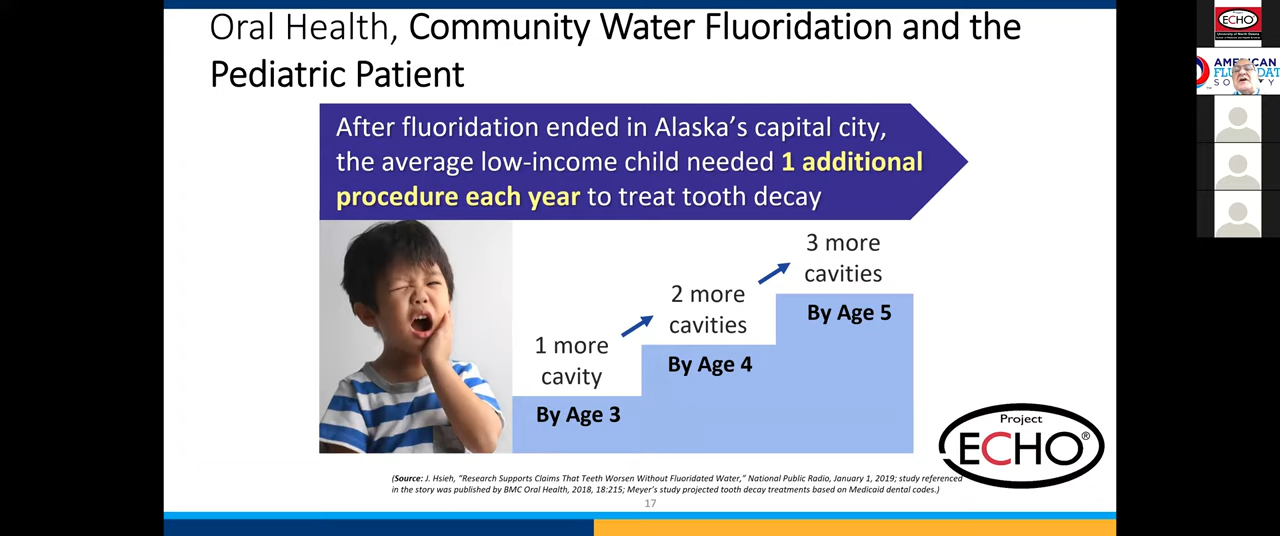 Oral Health, Community Water Fluoridation and the
Pediatric Patient
After fluoridation ended in Alaska's capital city,
the average low-income child needed 1 additional
procedure each year to treat tooth decay
1 more
cavity
By Age 3
2 more
cavities
By Age 4
3 more
cavities
By Age 5
Project
ECHO®
(Source: J. Hsieh, "Research Supports Claims That Teeth Worsen Without Fluoridated Water," National Public Radio, January 1, 2019; study referenced
in the story was published by BMC Oral Health, 2018, 18:215; Meyer's study projected tooth decay treatments based on Medicaid dental codes.)
17
Project
ECHO